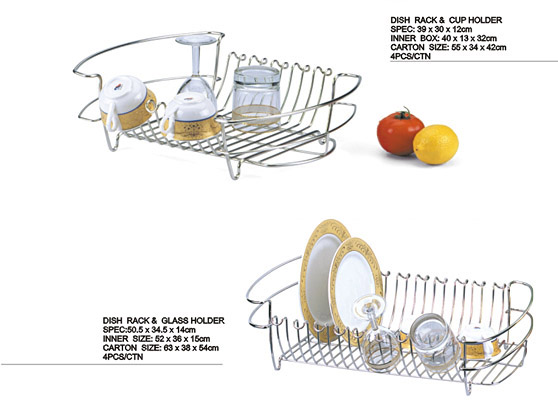 DISH RACK & CUP HOLDER
SPEC: 39 x 30 x 12cm
INNER BOX: 40 x 13 x 32cm
CARTON SIZE: 55 x 34 x 42cm
4PCS/CTN
DISH RACK & GLASS HOLDER
SPEC:50.5 x 34.5 x 14cm
INNER SIZE: 52 x 36 x 15cm
CARTON SIZE: 63 x 38 x 54cm
4PCS/CTN